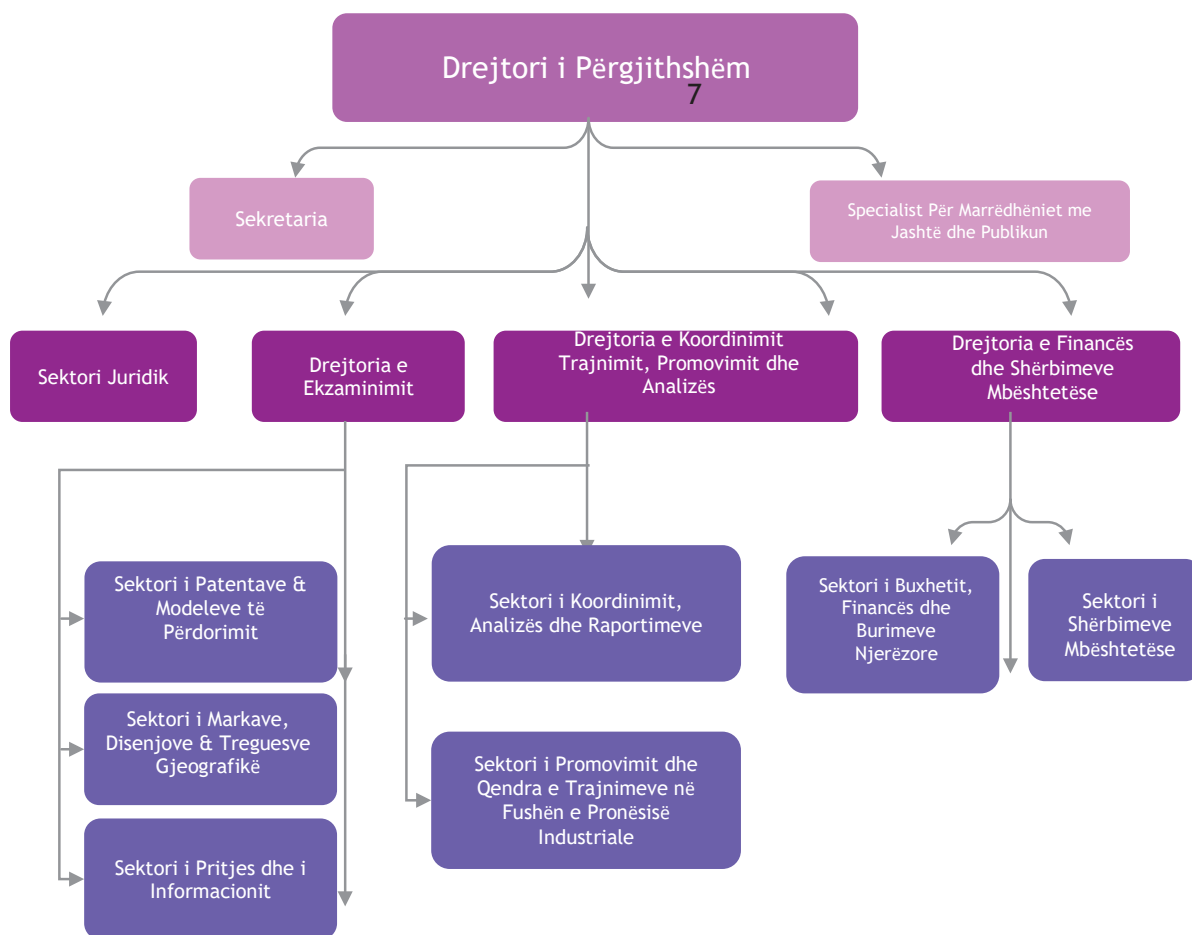 Drejtori i Përgjithshëm
7
Sekretaria
Specialist Për Marrëdhëniet me
Jashtë dhe Publikun
Sektori Juridik
Drejtoria e
Ekzaminimit
Drejtoria e Koordinimit
Trajnimit, Promovimit dhe
Analizës
Drejtoria e Financës
dhe Shërbimeve
Mbështetëse
Sektori i Patentave &
Modeleve të
Përdorimit
Sektori i Koordinimit,
Analizës dhe Raportimeve
Sektori i Buxhetit,
Financës dhe
Burimeve
Njerëzore
Sektori i
Shërbimeve
Mbështetëse
Sektori i Markave,
Disenjove & Treguesve
Gjeografikë
Sektori i Promovimit dhe
Qendra e Trajnimeve në
Fushën e Pronësisë
Industriale
Sektori i Pritjes dhe i
Informacionit